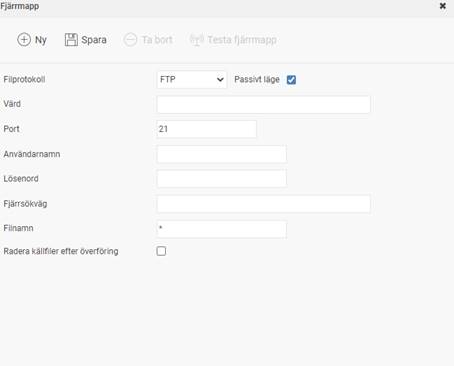 Fjärrmapp
Ny Spara Ta bort Testa fjärrmapp
Filprotokoll FTP Passivt läge
Värd
Port 21
Användarnamn
Lösenord
Fjärrsökväg
Filnamn *
Radera källfiler efter överföring